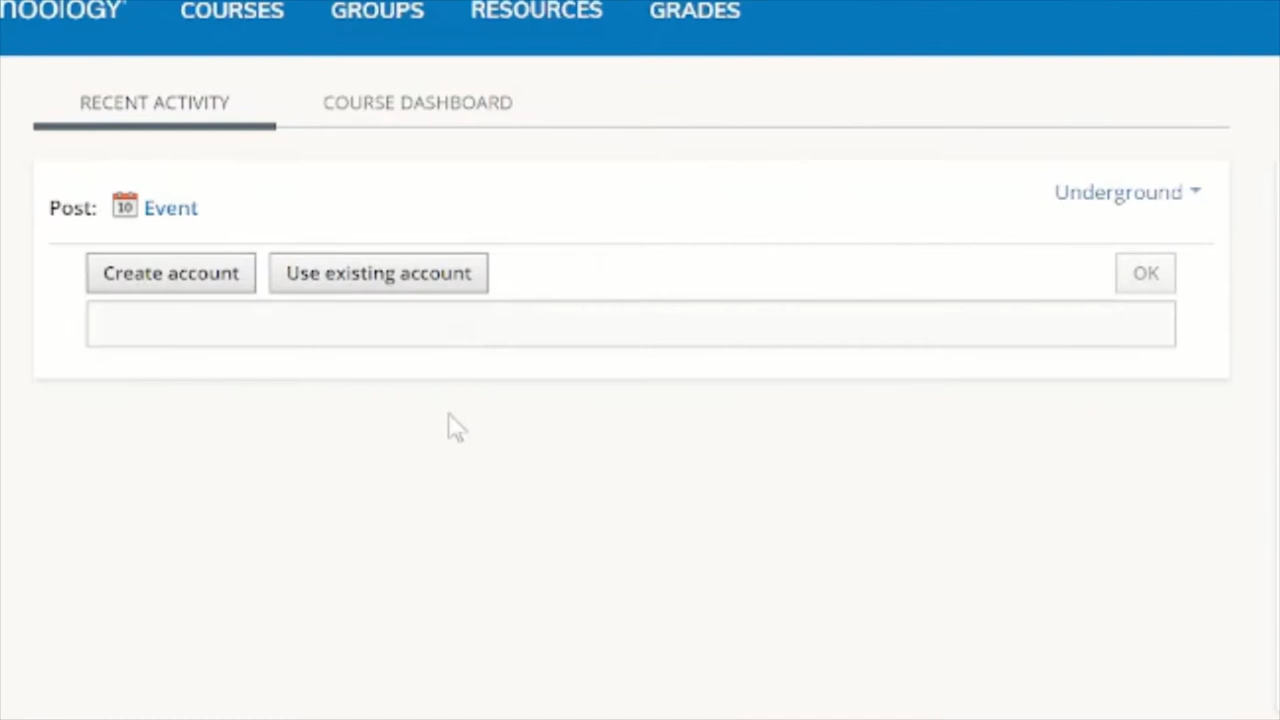 COURSES GROUPS RESOURCES GRADES
RECENT ACTIVITY COURSE DASHBOARD
Underground
Post: 10 Event
Create account Use existing account OK